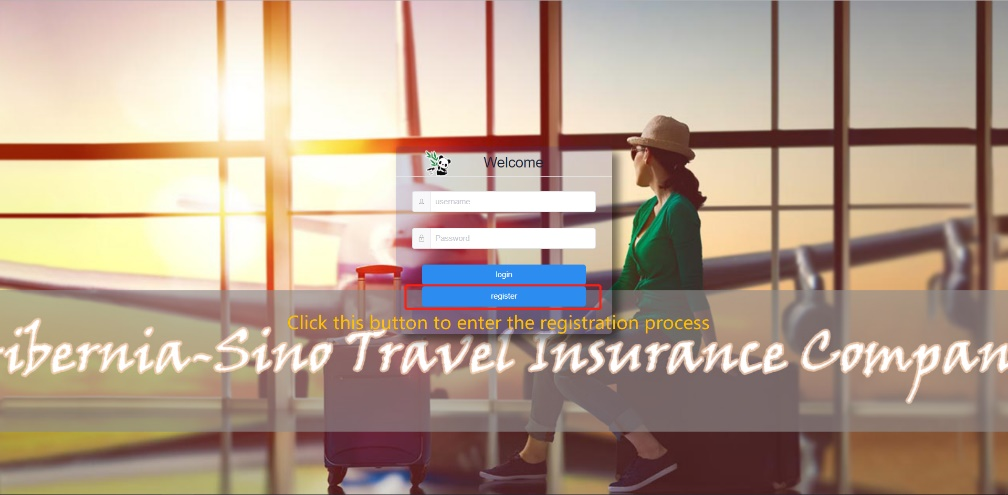 Welcome
username
Password
login
register
Click this button to enter the registration process
ibernia-Sino Travel Insurance Compan